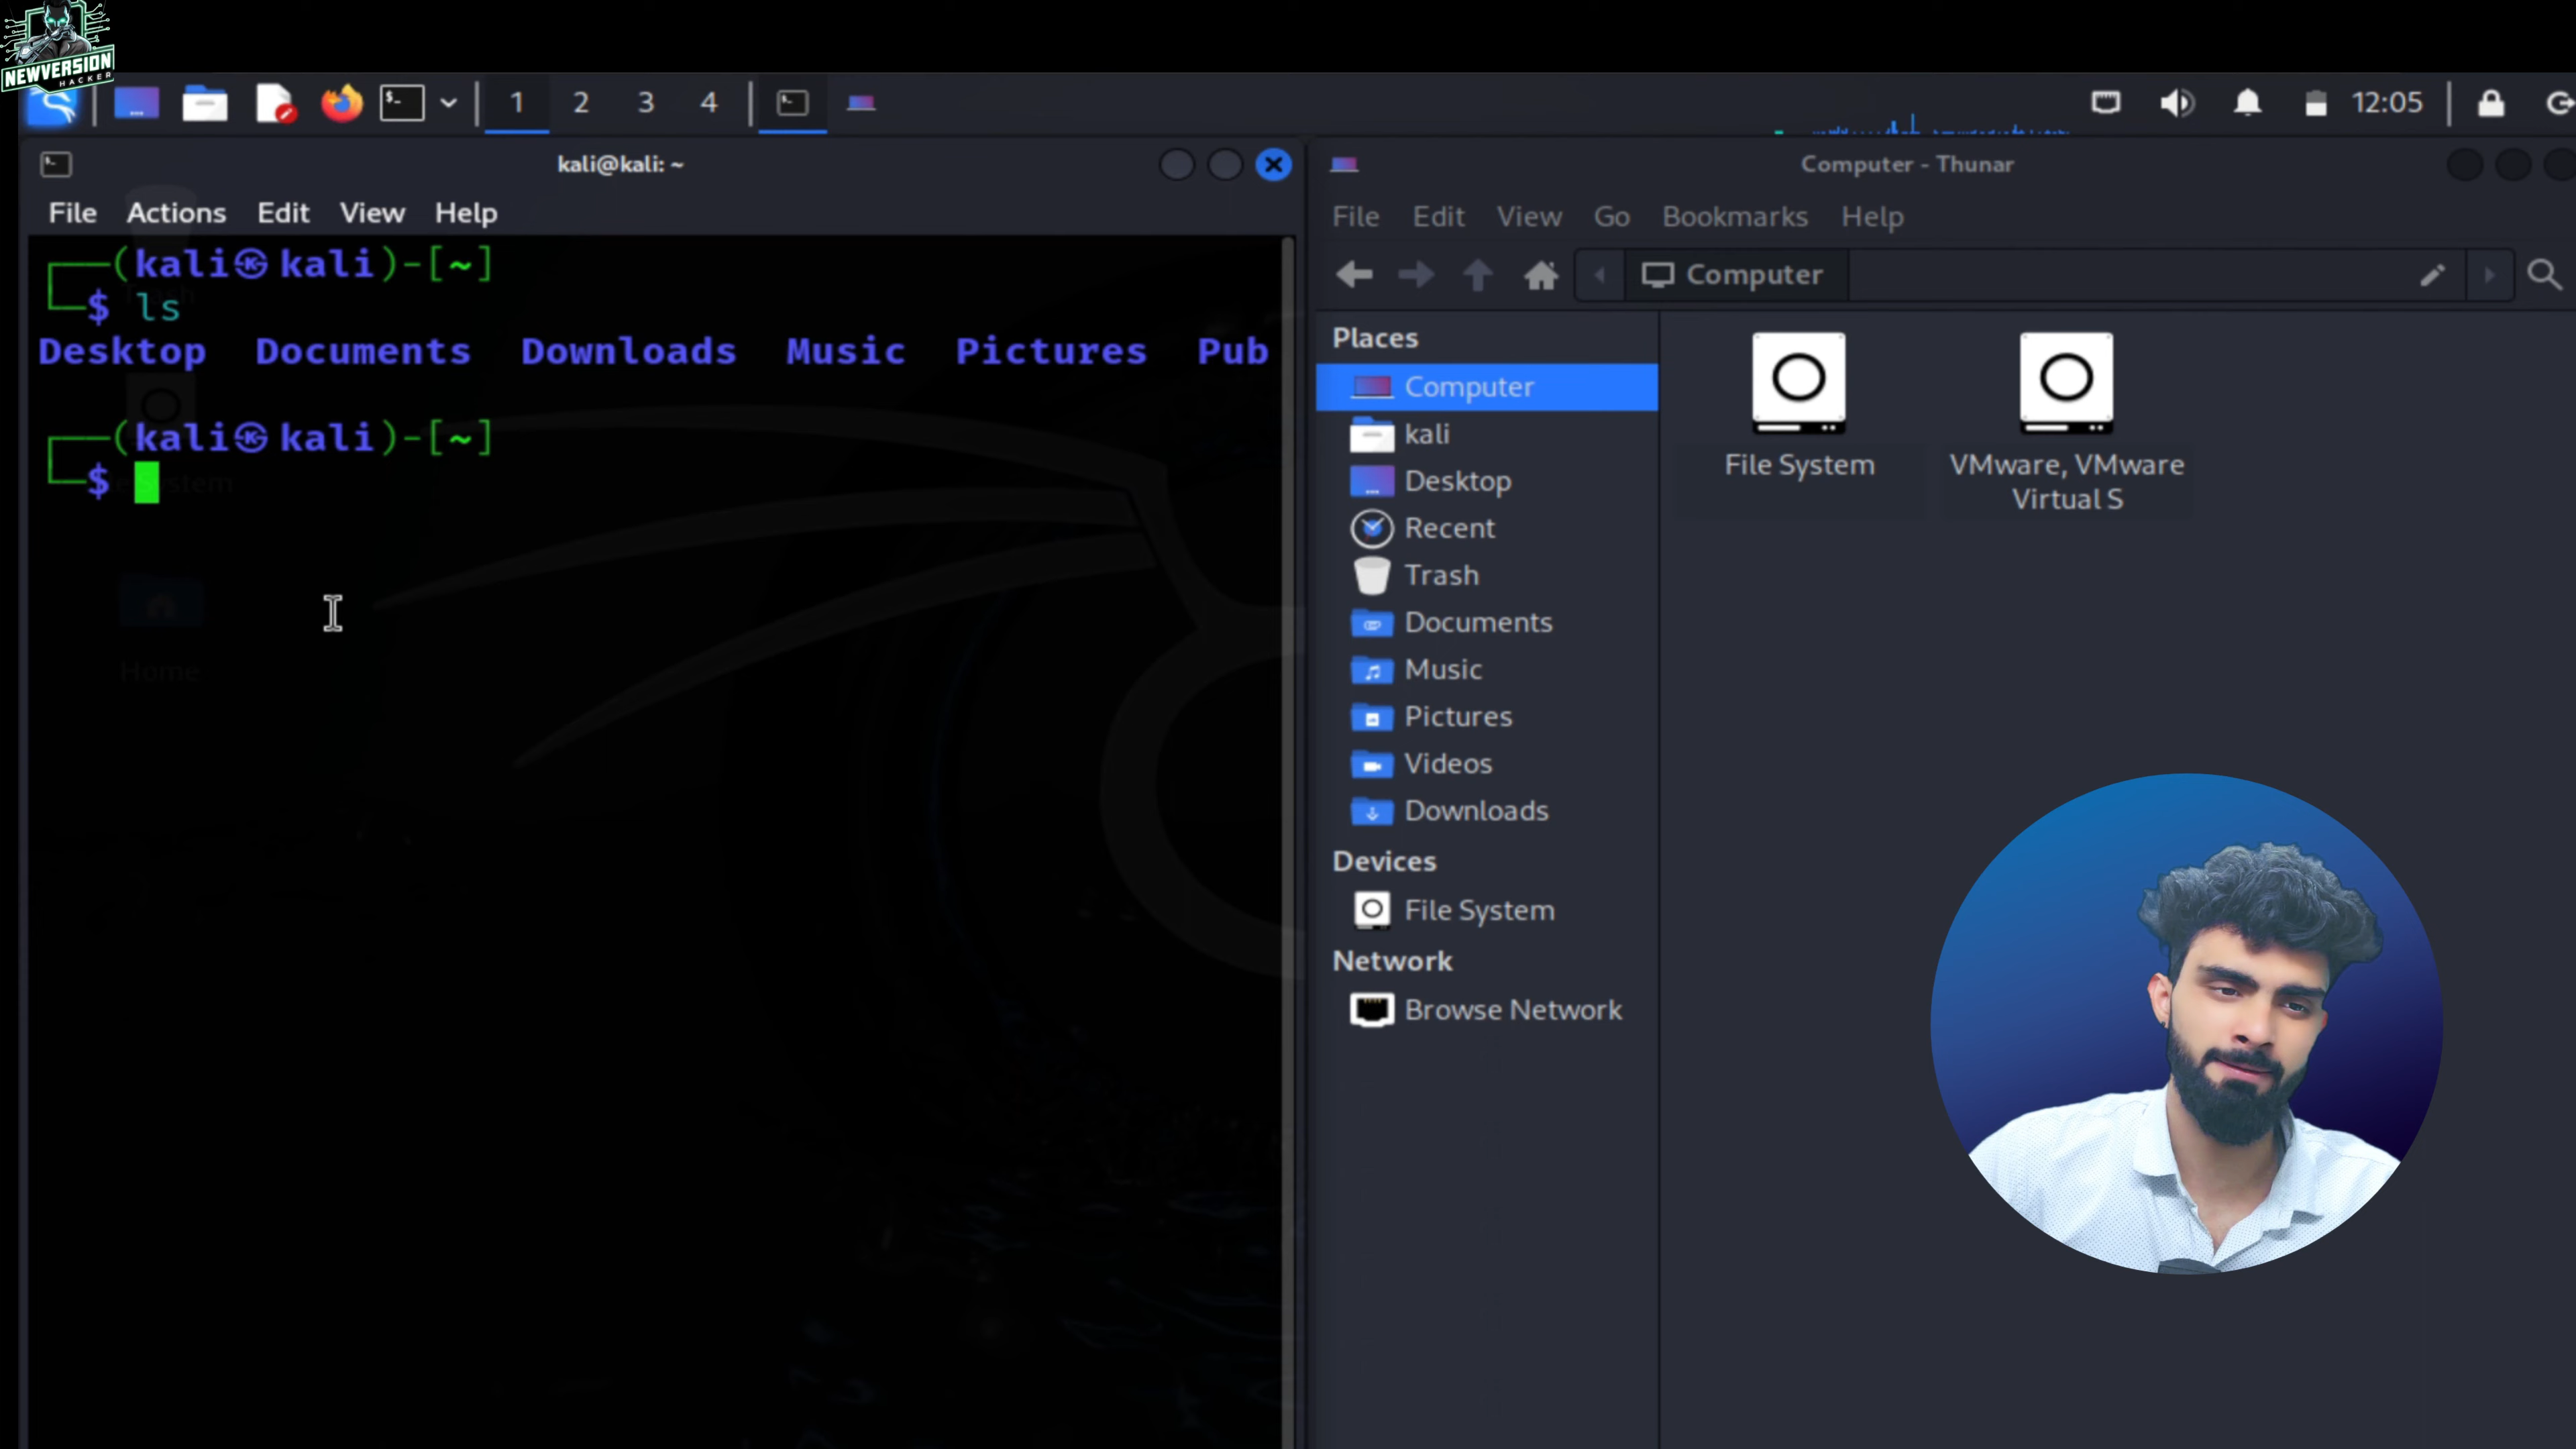 NEWVERSION
HACKER
1 2 3 4
12:05
kali@kali: ~
File Actions Edit View Help
(kali㉿kali)-[~]
$ ls
Desktop Documents Downloads Music Pictures Pub
(kali㉿kali)-[~]
$
Home
Computer - Thunar
File Edit View Go Bookmarks Help
Computer
Places
Computer
kali
Desktop
Recent
Trash
Documents
Music
Pictures
Videos
Downloads
Devices
File System
Network
Browse Network
File System
VMware, VMware
Virtual S